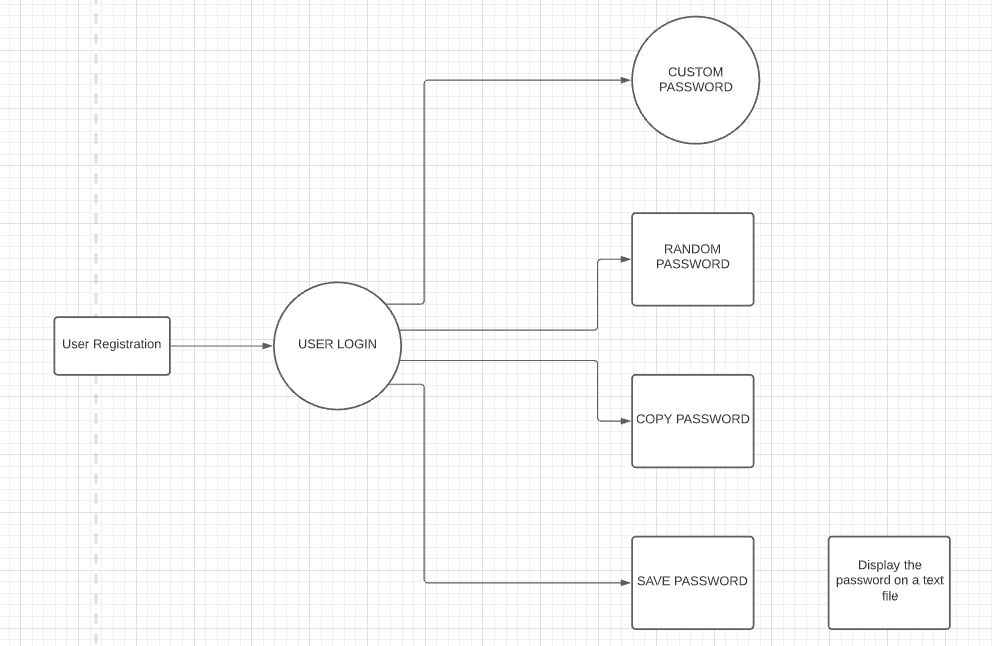 CUSTOM
PASSWORD
RANDOM
PASSWORD
User Registration
USER LOGIN
COPY PASSWORD
SAVE PASSWORD
Display the
password on a text
file